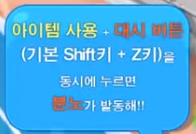 아이템 사용 + 대시 버튼
(기본 Shift키 + Z키)을
동시에 누르면
분노가 발동해!!